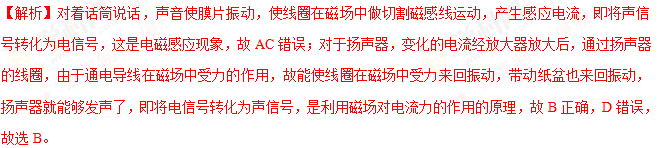 【解析】对着话筒说话，声音使膜片振动，使线圈在磁场中做切割磁感线运动，产生感应电流，即将声信
号转化为电信号，这是电磁感应现象，故 AC 错误；对于扬声器，变化的电流经放大器放大后，通过扬声器
的线圈，由于通电导线在磁场中受力的作用，故能使线圈在磁场中受力来回振动，带动纸盆也来回振动，
扬声器就能够发声了，即将电信号转化为声信号，是利用磁场对电流力的作用的原理，故 B 正确，D 错误，
故选 B。